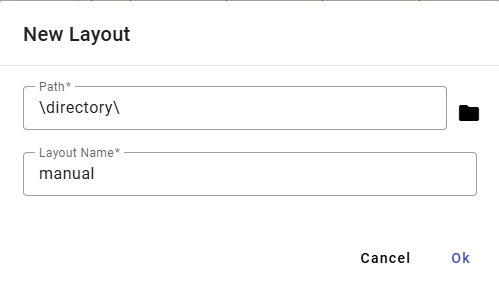 New Layout
Path*
\directory\
Layout Name*
manual
Cancel Ok